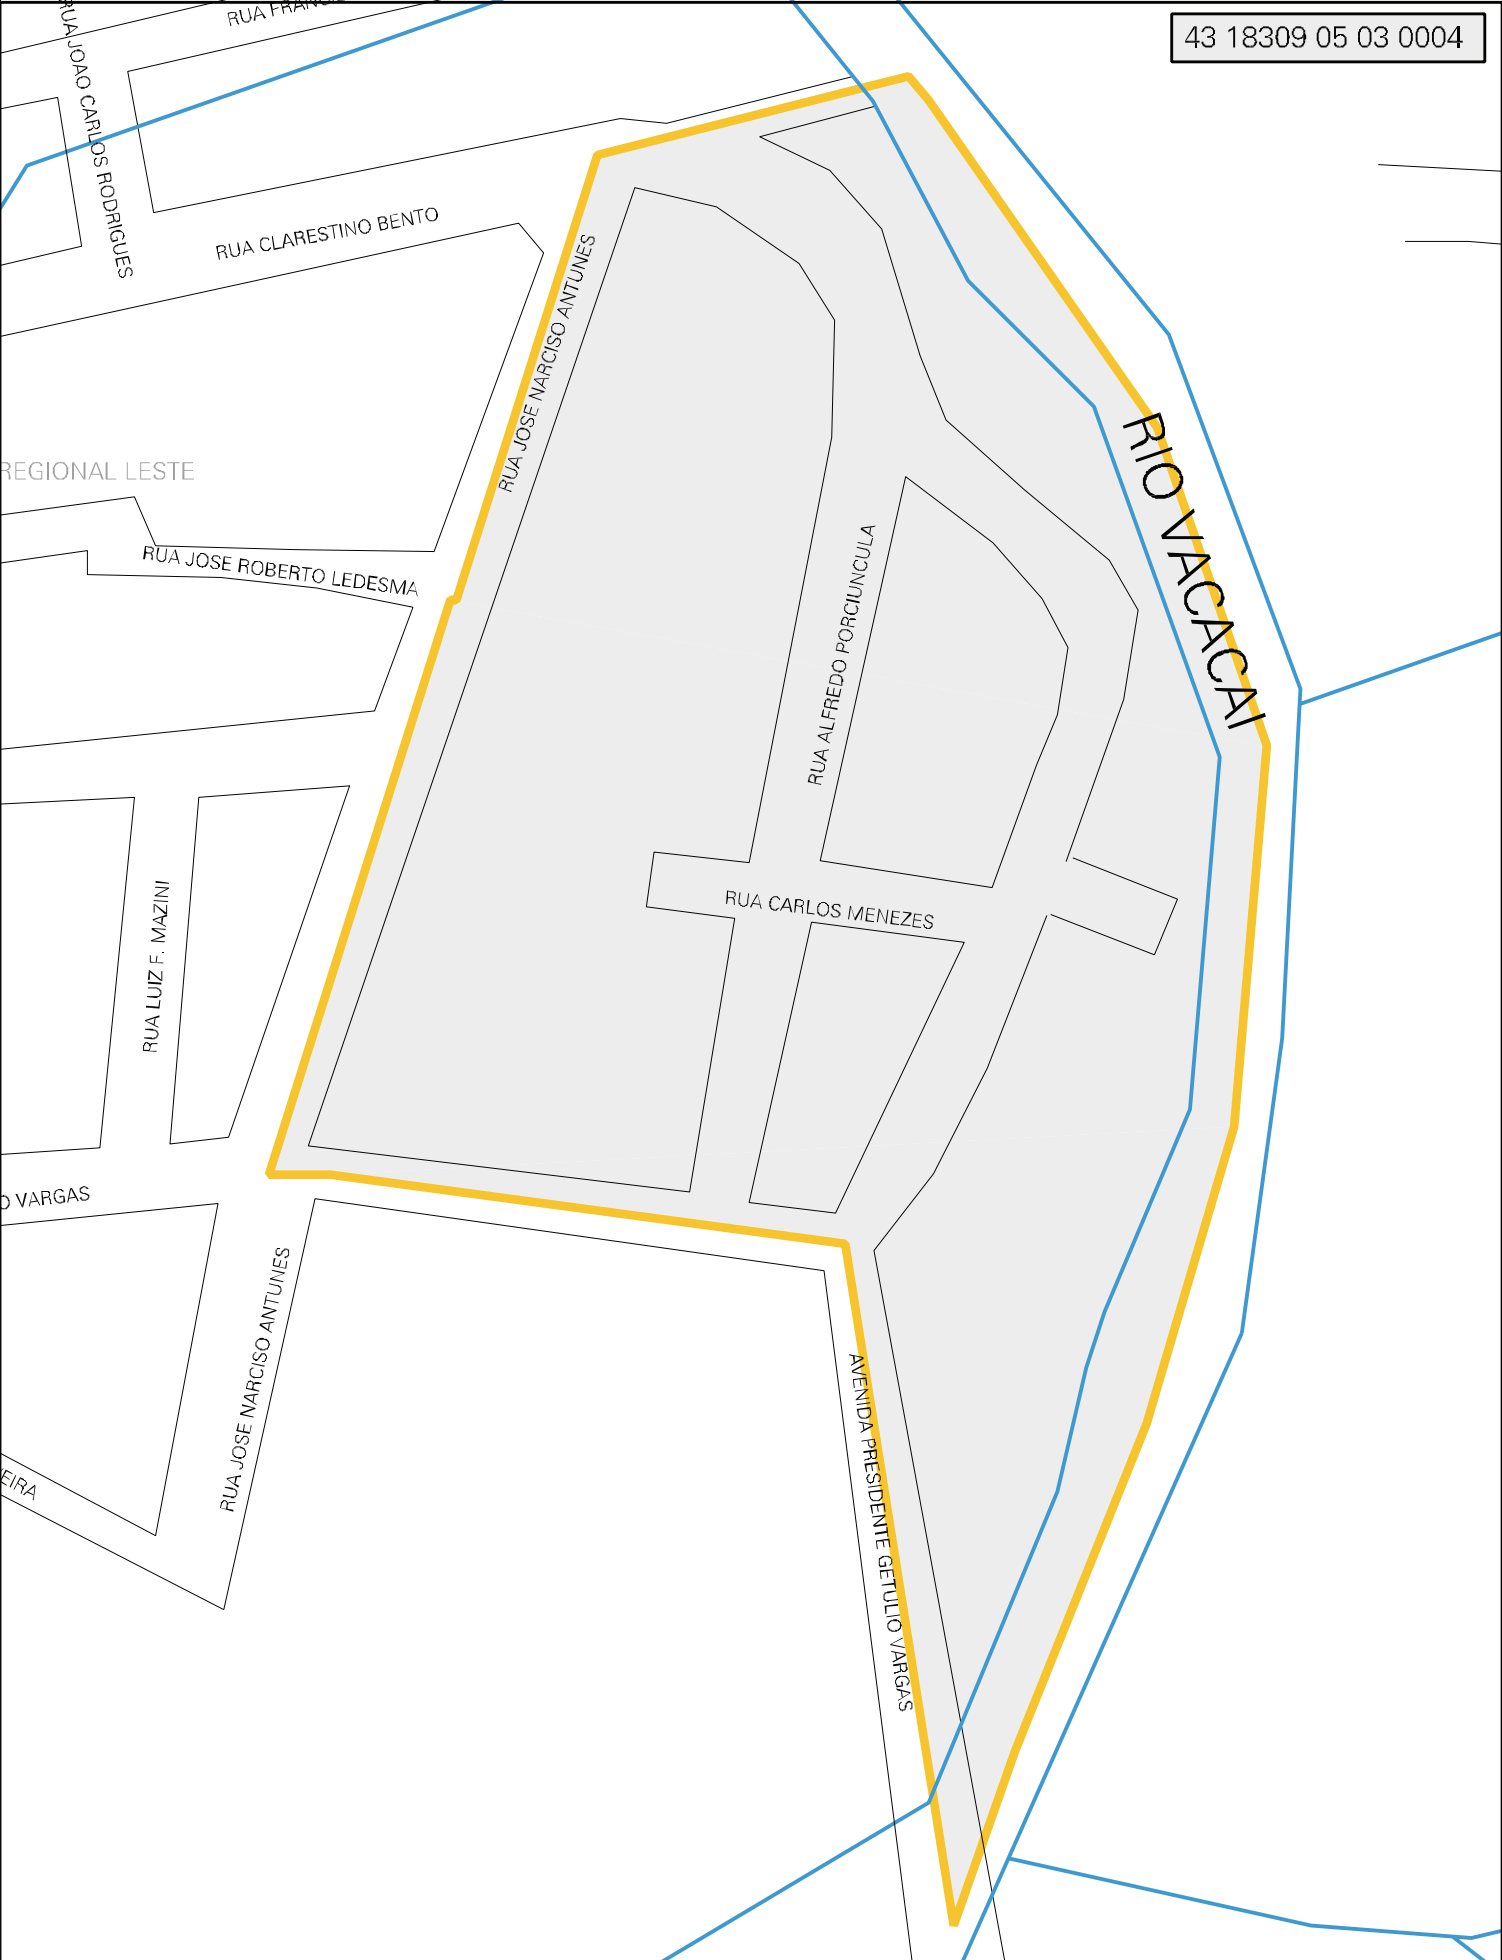 43 18309 05 03 0004
RUA JOAO CARLOS RODRIGUES
RUA CLARESTINO BENTO
RUA JOSE NARCISO ANTUNES
REGIONAL LESTE
RUA JOSE ROBERTO LEDESMA
RIO VACACAI
RUA ALFREDO PORCIUNCULA
RUA LUIZ F. MAZINI
RUA CARLOS MENEZES
O VARGAS
RUA JOSE NARCISO ANTUNES
AVENIDA PRESIDENTE GETULIO VARGAS
EIRA